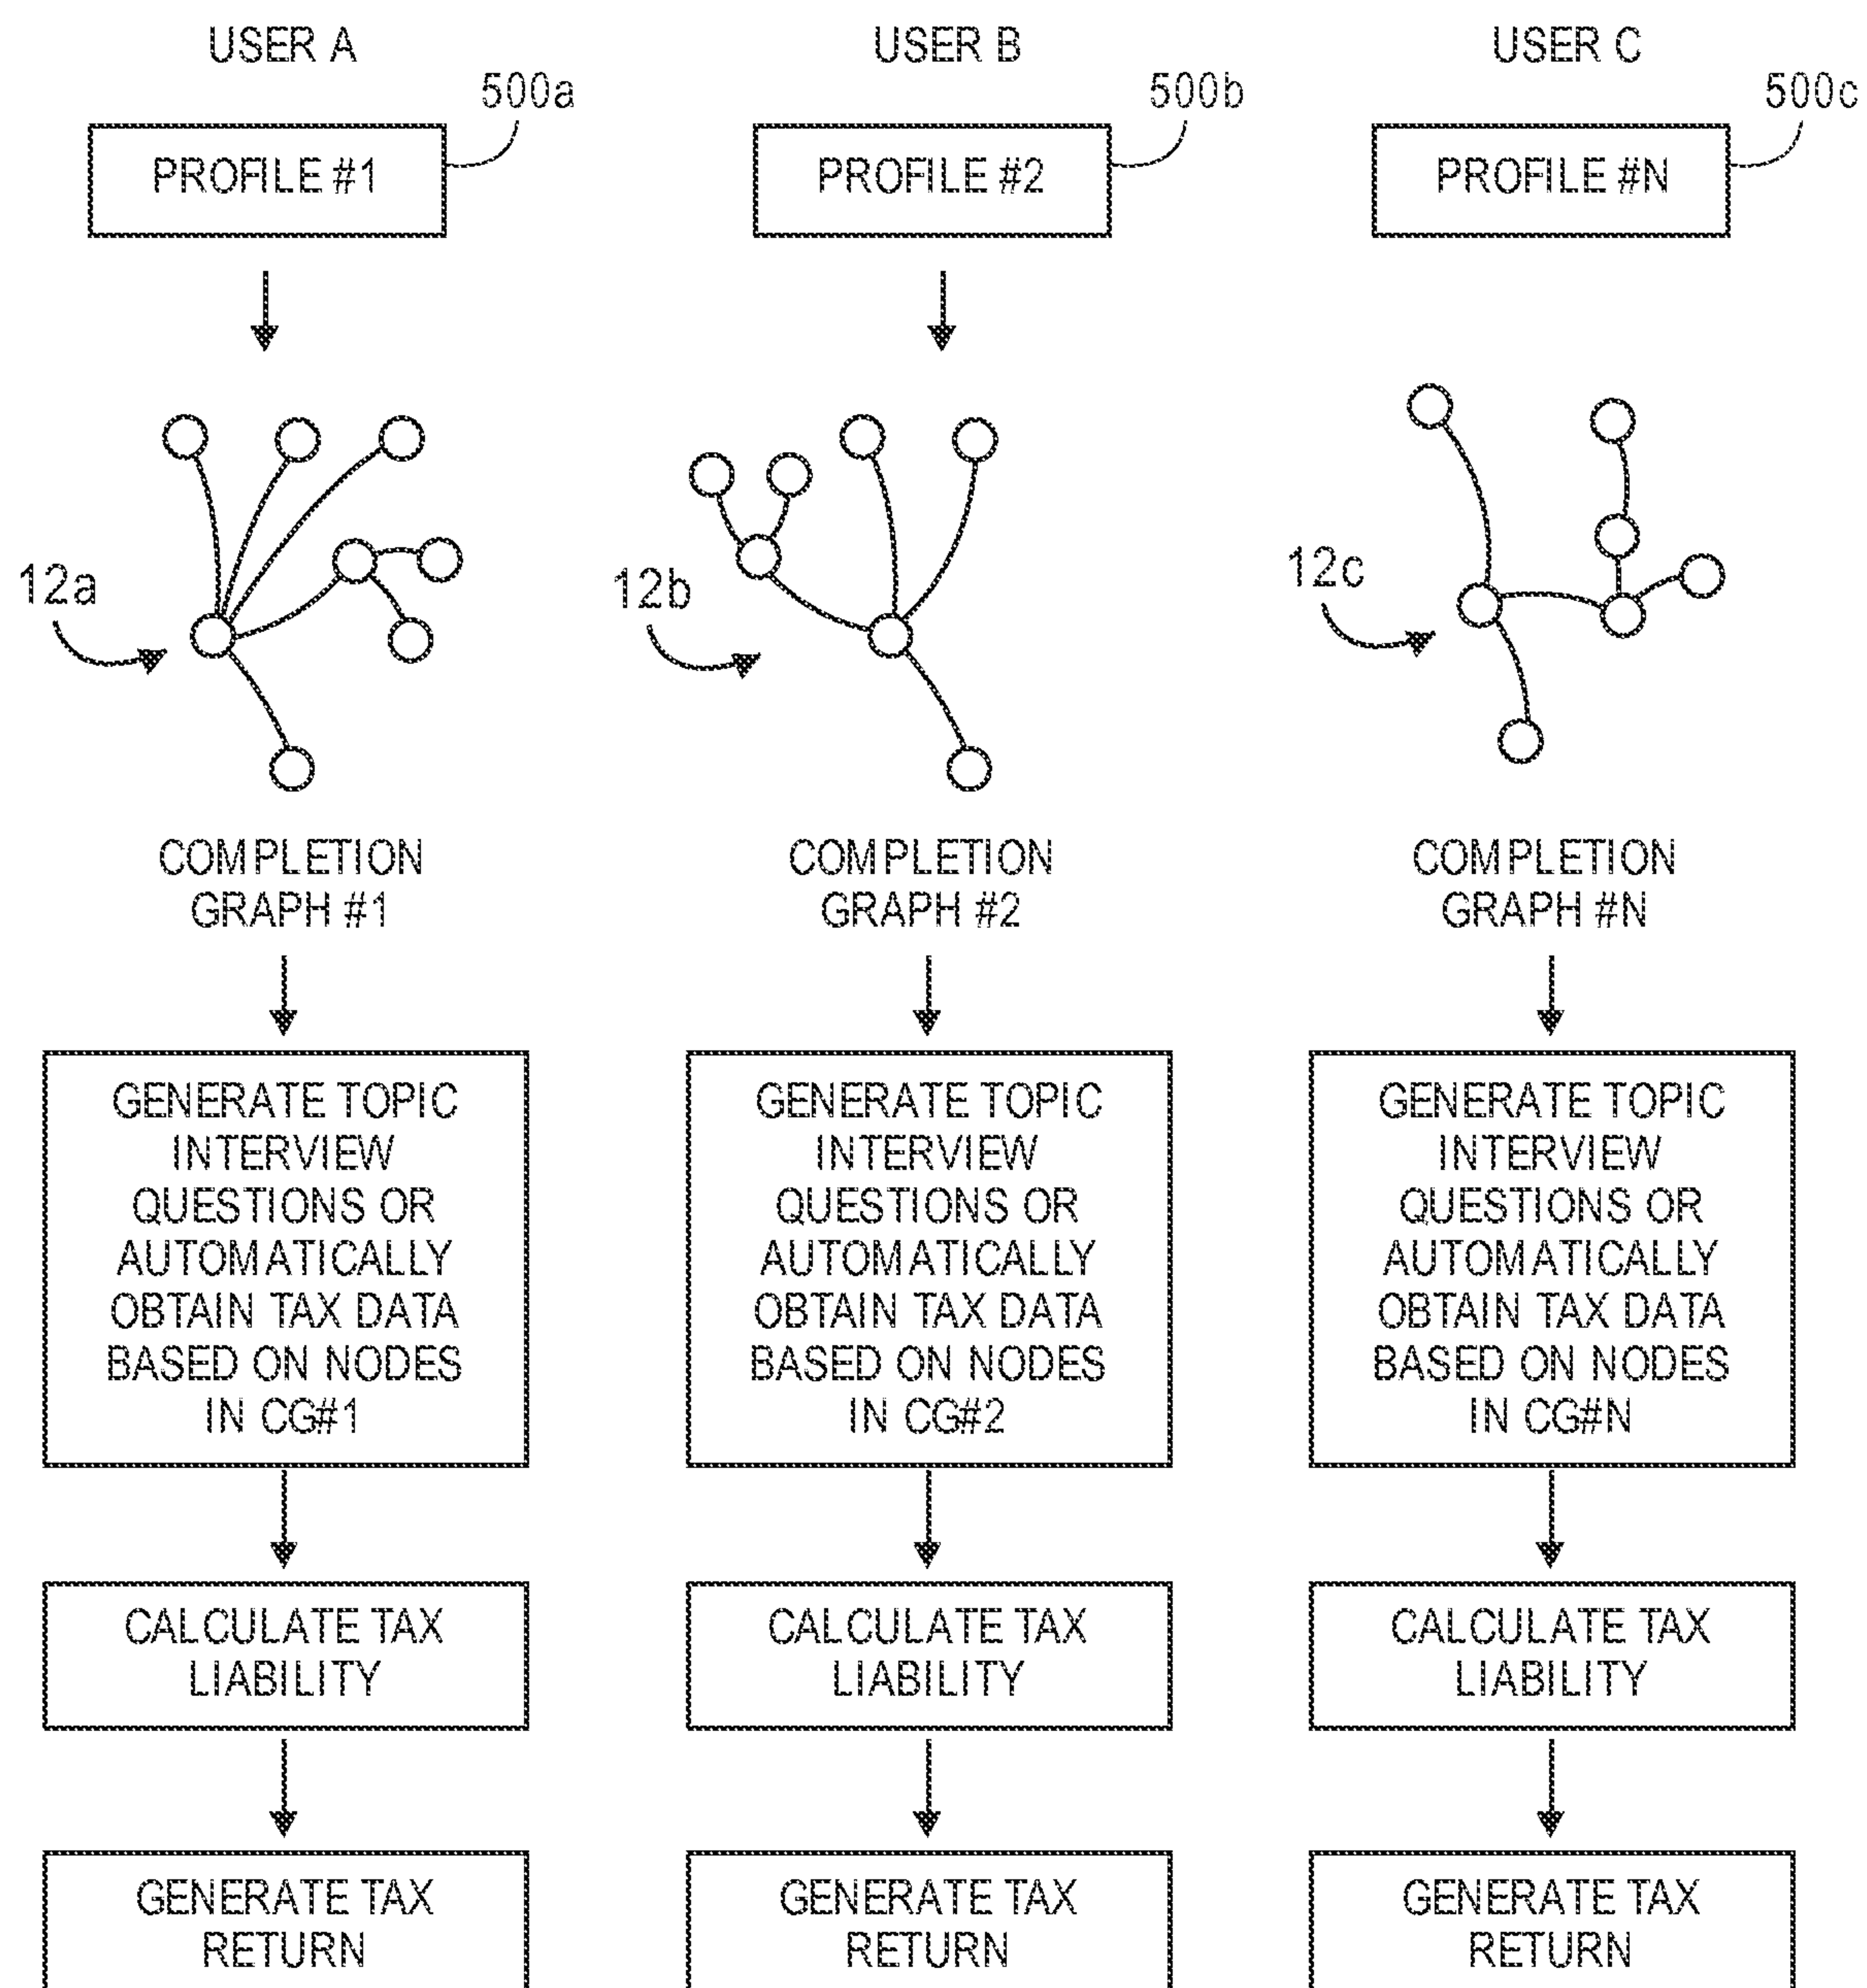 USER A
500a
PROFILE #1
12a
COMPLETION
GRAPH #1
GENERATE TOPIC
INTERVIEW
QUESTIONS OR
AUTOMATICALLY
OBTAIN TAX DATA
BASED ON NODES
IN CG#1
CALCULATE TAX
LIABILITY
GENERATE TAX
RETURN
USER B
500b
PROFILE #2
12b
COMPLETION
GRAPH #2
GENERATE TOPIC
INTERVIEW
QUESTIONS OR
AUTOMATICALLY
OBTAIN TAX DATA
BASED ON NODES
IN CG#2
CALCULATE TAX
LIABILITY
GENERATE TAX
RETURN
USER C
500c
PROFILE #N
12c
COMPLETION
GRAPH #N
GENERATE TOPIC
INTERVIEW
QUESTIONS OR
AUTOMATICALLY
OBTAIN TAX DATA
BASED ON NODES
IN CG#N
CALCULATE TAX
LIABILITY
GENERATE TAX
RETURN